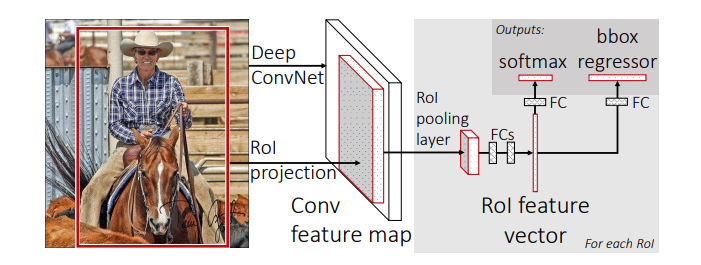 Deep
ConvNet
RoI
projection
Conv
feature map
RoI
pooling
layer
FCs
Outputs:
softmax
bbox
regressor
FC
FC
RoI feature
vector
For each RoI